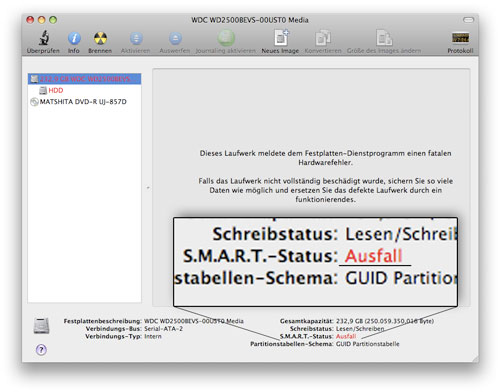 WDC WD2500BEVS-00UST0 Media
Überprüfen Info Brennen Aktivieren Auswerfen Journaling aktivieren Neues Image Konvertieren Größe des Images ändern Protokoll
232,9 GB WDC WD2500BEVS-
HDD
MATSHITA DVD-R UJ-857D
Dieses Laufwerk meldete dem Festplatten-Dienstprogramm einen fatalen
Hardwarefehler.
Falls das Laufwerk nicht vollständig beschädigt wurde, sichern Sie so viele
Daten wie möglich und ersetzen Sie das defekte Laufwerk durch ein
funktionierendes.
Schreibstatus: Lesen/Schreib
S.M.A.R.T.-Status: Ausfall
stabellen-Schema: GUID Partition
Festplattenbeschreibung: WDC WD2500BEVS-00UST0 Media
Verbindungs-Bus: Serial-ATA-2
Verbindungs-Typ: Intern
Gesamtkapazität: 232,9 GB (250.059.350.016 Byte)
Schreibstatus: Lesen/Schreiben
S.M.A.R.T.-Status: Ausfall
Partitionstabellen-Schema: GUID Partitionstabelle